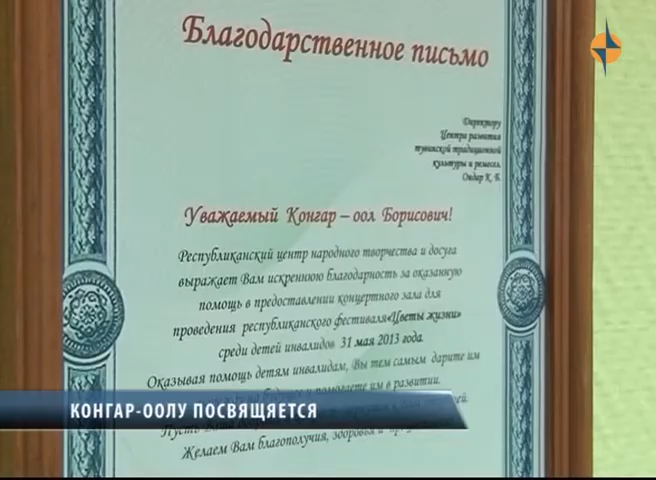 Благодарственное письмо
Директору
Центра развития
тувинской традиционной
культуры и ремесел
Ондар К. Б.
Уважаемый Конгар – оол Борисович!
Республиканский центр народного творчества и досуга
выражает Вам искреннюю благодарность за оказанную
помощь в предоставлении концертного зала для
проведения республиканского фестиваля «Цветы жизни»
среди детей инвалидов 31 мая 2013 года.
Оказывая помощь детям инвалидам, Вы тем самым дарите им
и помогаете им в развитии.
КОНГАР-ООЛУ ПОСВЯЩЯЕТСЯ
Пусть Ваша
Желаем Вам благополучия, здоровья и